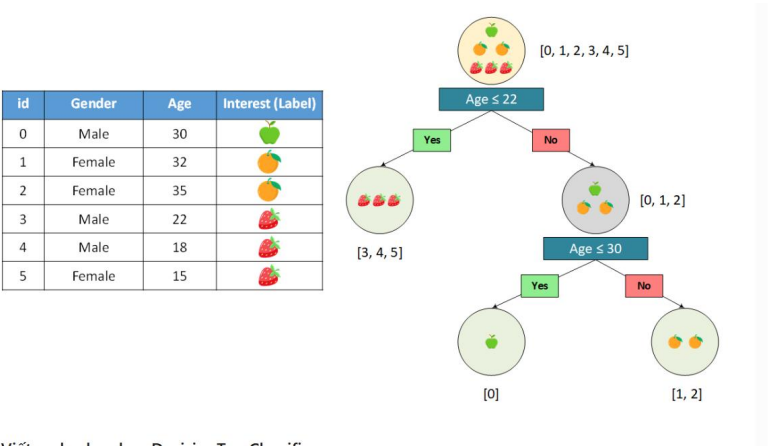 [0, 1, 2, 3, 4, 5]
id Gender Age Interest (Label)
0 Male 30
1 Female 32
2 Female 35
3 Male 22
4 Male 18
5 Female 15
Age ≤ 22
Yes No
[3, 4, 5]
[0, 1, 2]
Age ≤ 30
Yes No
[0] [1, 2]